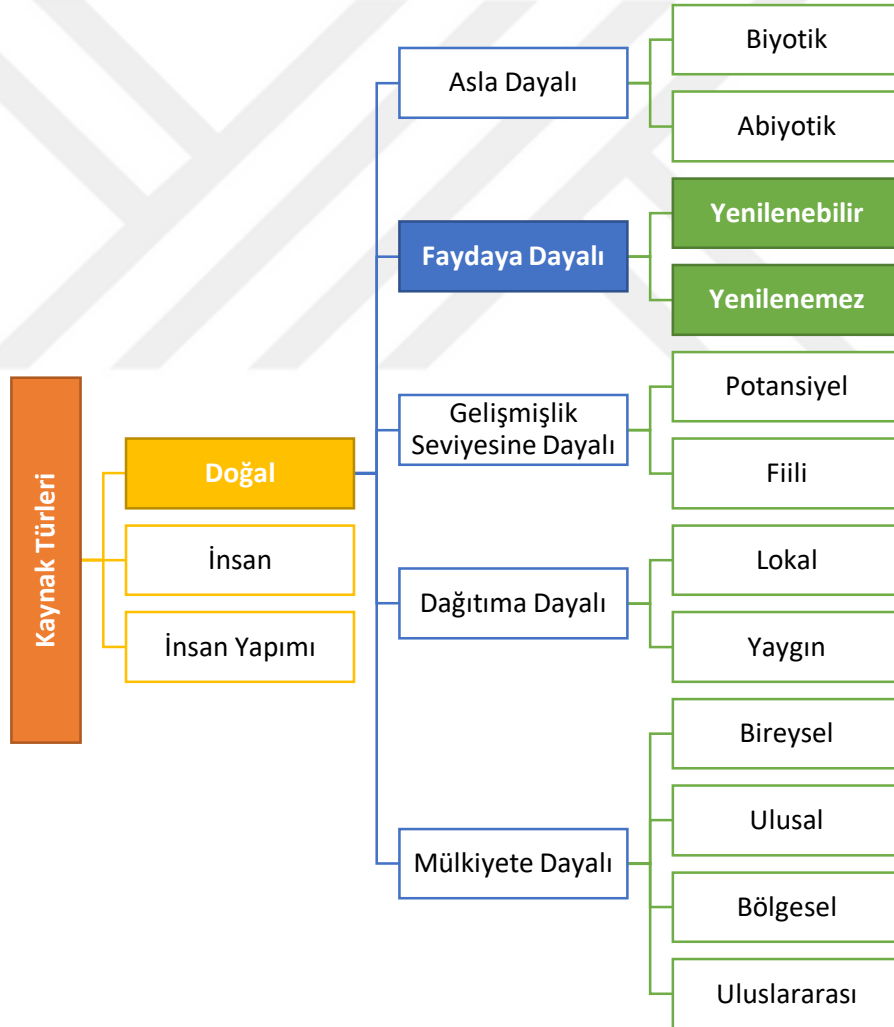 Kaynak Türleri
Doğal
İnsan
İnsan Yapımı
Asla Dayalı
Faydaya Dayalı
Gelişmişlik
Seviyesine Dayalı
Dağıtıma Dayalı
Mülkiyete Dayalı
Biyotik
Abiyotik
Yenilenebilir
Yenilenemez
Potansiyel
Fiili
Lokal
Yaygın
Bireysel
Ulusal
Bölgesel
Uluslararası